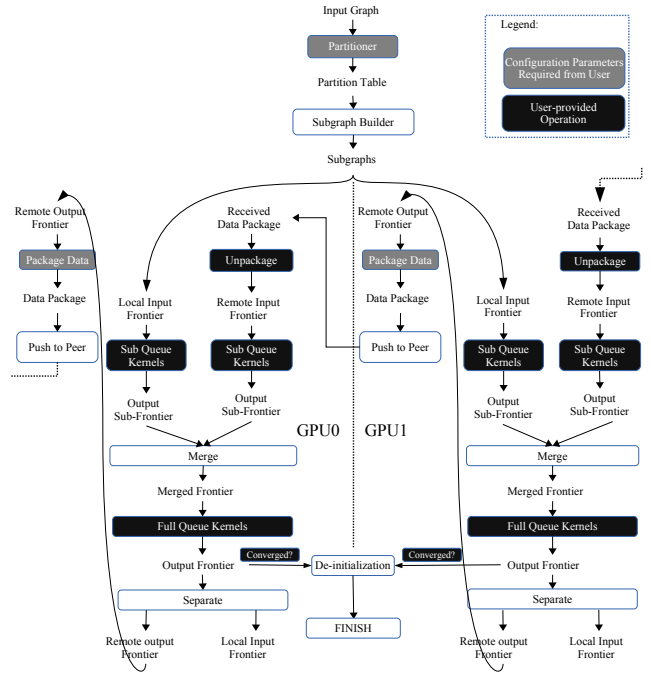 Input Graph
Partitioner
Partition Table
Subgraph Builder
Subgraphs
Legend:
Configuration Parameters
Required from User
User-provided
Operation
Remote Output
Frontier
Package Data
Data Package
Push to Peer
Local Input
Frontier
Sub Queue
Kernels
Output
Sub-Frontier
Received
Data Package
Unpackage
Remote Input
Frontier
Sub Queue
Kernels
Output
Sub-Frontier
Merge
Merged Frontier
Full Queue Kernels
Output Frontier
Converged?
Separate
Remote output
Frontier
Local Input
Frontier
GPU0
GPU1
De-initialization
FINISH
Remote Output
Frontier
Package Data
Data Package
Push to Peer
Local Input
Frontier
Sub Queue
Kernels
Output
Sub-Frontier
Received
Data Package
Unpackage
Remote Input
Frontier
Sub Queue
Kernels
Output
Sub-Frontier
Merge
Merged Frontier
Full Queue Kernels
Converged?
Output Frontier
Separate
Remote output
Frontier
Local Input
Frontier